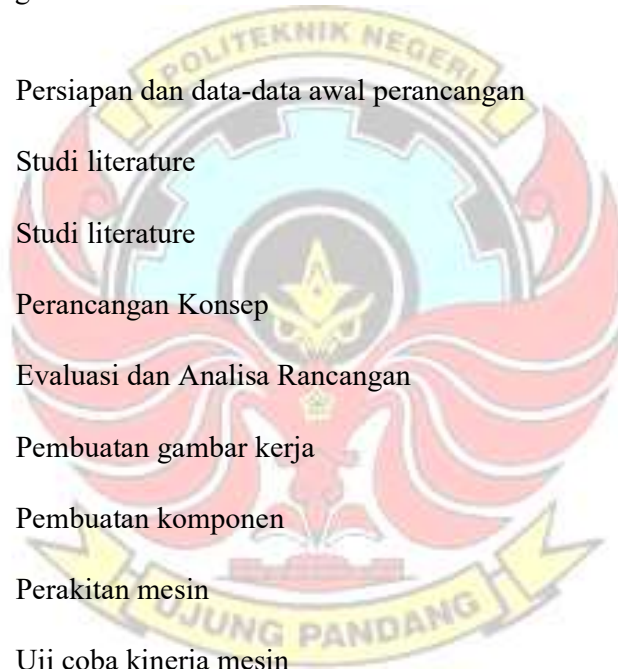 g
POLITEKNIK NEGERI
Persiapan dan data-data awal perancangan
Studi literature
Studi literature
Perancangan Konsep
Evaluasi dan Analisa Rancangan
Pembuatan gambar kerja
Pembuatan komponen
Perakitan mesin
UJUNG PANDANG
Uji coba kinerja mesin